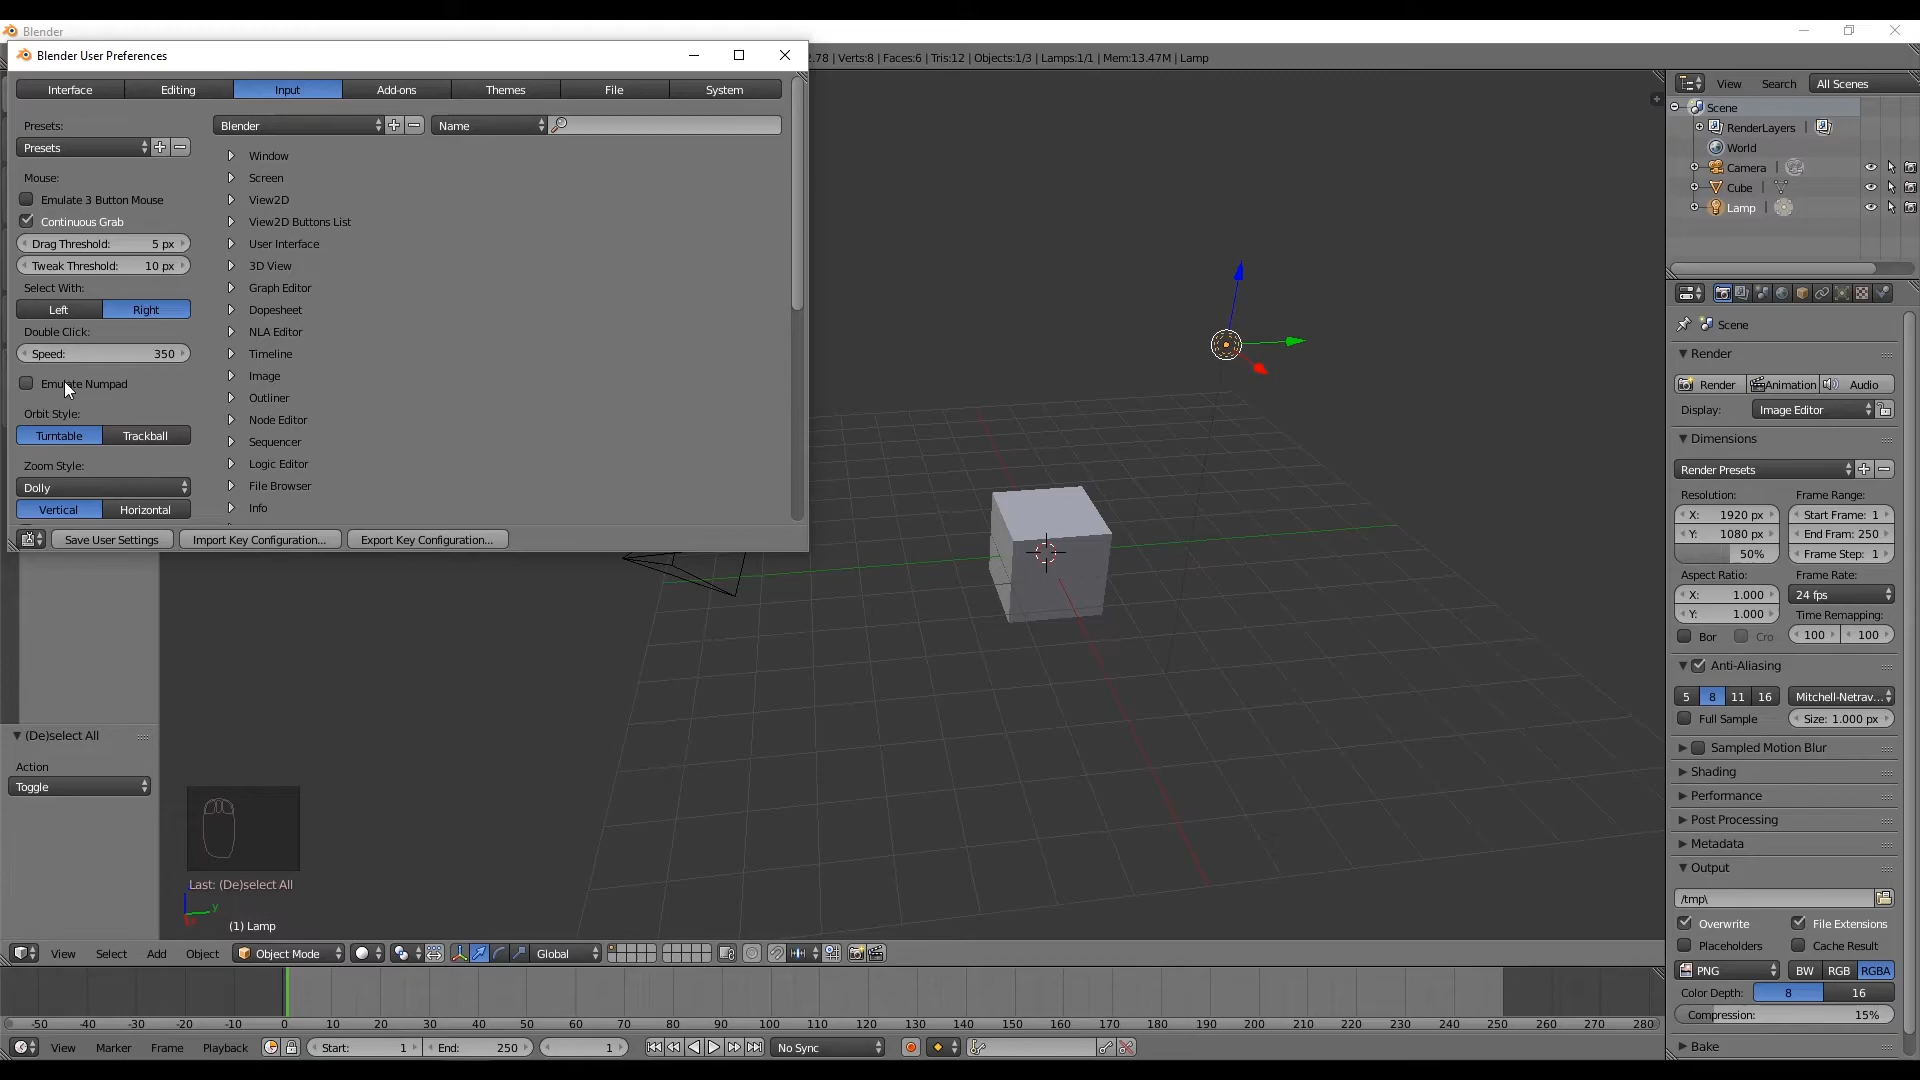 Blender
Blender User Preferences
.78 | Verts:8 | Faces:6 | Tris:12 | Objects:1/3 | Lamps:1/1 | Mem:13.47M | Lamp
Interface Editing Input Add-ons Themes File System
Presets:
Presets
Mouse:
Emulate 3 Button Mouse
Continuous Grab
Drag Threshold: 5 px
Tweak Threshold: 10 px
Select With:
Left Right
Double Click:
Speed: 350
Emulate Numpad
Orbit Style:
Turntable Trackball
Zoom Style:
Dolly
Vertical Horizontal
Blender Name
Window
Screen
View2D
View2D Buttons List
User Interface
3D View
Graph Editor
Dopesheet
NLA Editor
Timeline
Image
Outliner
Node Editor
Sequencer
Logic Editor
File Browser
Info
Save User Settings Import Key Configuration... Export Key Configuration...
View Search All Scenes
Scene
RenderLayers
World
Camera
Cube
Lamp
Scene
Render
Render Animation Audio
Display: Image Editor
Dimensions
Render Presets
Resolution: Frame Range:
X: 1920 px Start Frame: 1
Y: 1080 px End Fram: 250
50% Frame Step: 1
Aspect Ratio: Frame Rate:
X: 1.000 24 fps
Y: 1.000 Time Remapping:
Bor Cro 100 100
Anti-Aliasing
5 8 11 16 Mitchell-Netrav...
Full Sample Size: 1.000 px
Sampled Motion Blur
Shading
Performance
Post Processing
Metadata
Output
/tmp\
Overwrite File Extensions
Placeholders Cache Result
PNG BW RGB RGBA
Color Depth: 8 16
Compression: 15%
Bake
(De)select All
Action
Toggle
Last: (De)select All
y
(1) Lamp
View Select Add Object Object Mode Global
-50 -40 -30 -20 -10 0 10 20 30 40 50 60 70 80 90 100 110 120 130 140 150 160 170 180 190 200 210 220 230 240 250 260 270 280
View Marker Frame Playback Start: 1 End: 250 1 No Sync